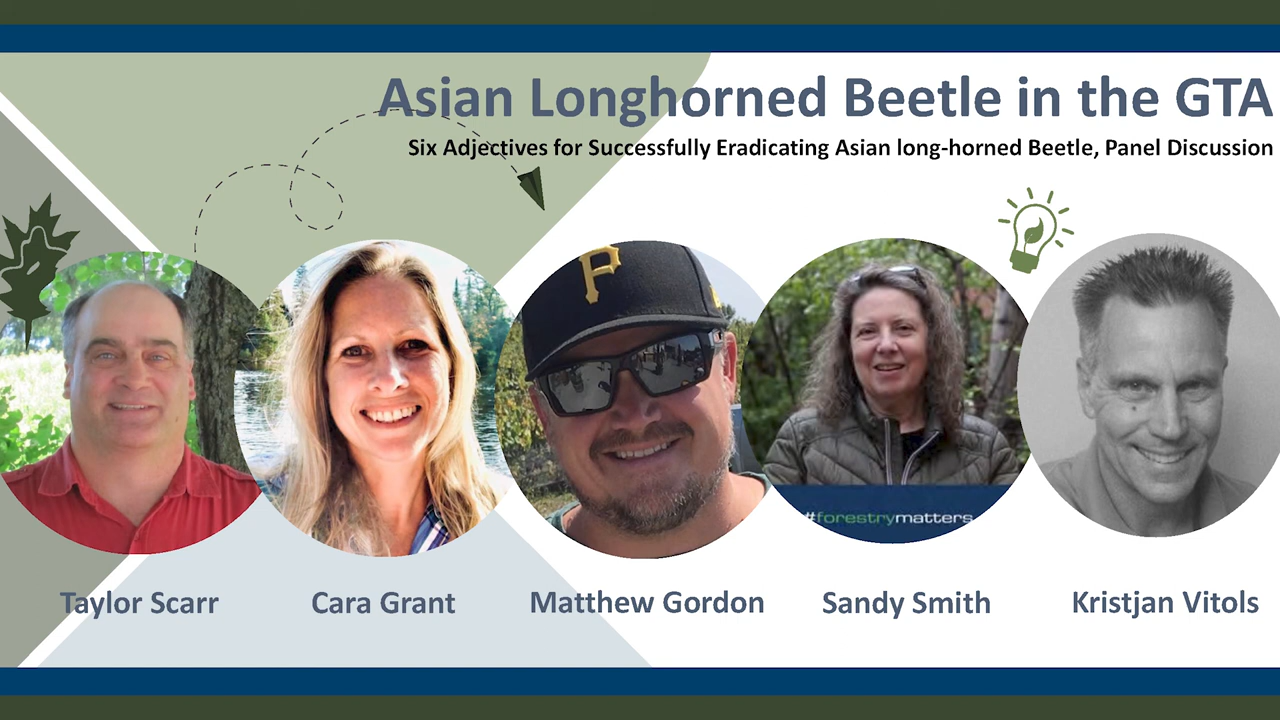 Asian Longhorned Beetle in the GTA
Six Adjectives for Successfully Eradicating Asian long-horned Beetle, Panel Discussion
P
#forestrymatters
Taylor Scarr
Cara Grant
Matthew Gordon
Sandy Smith
Kristjan Vitols